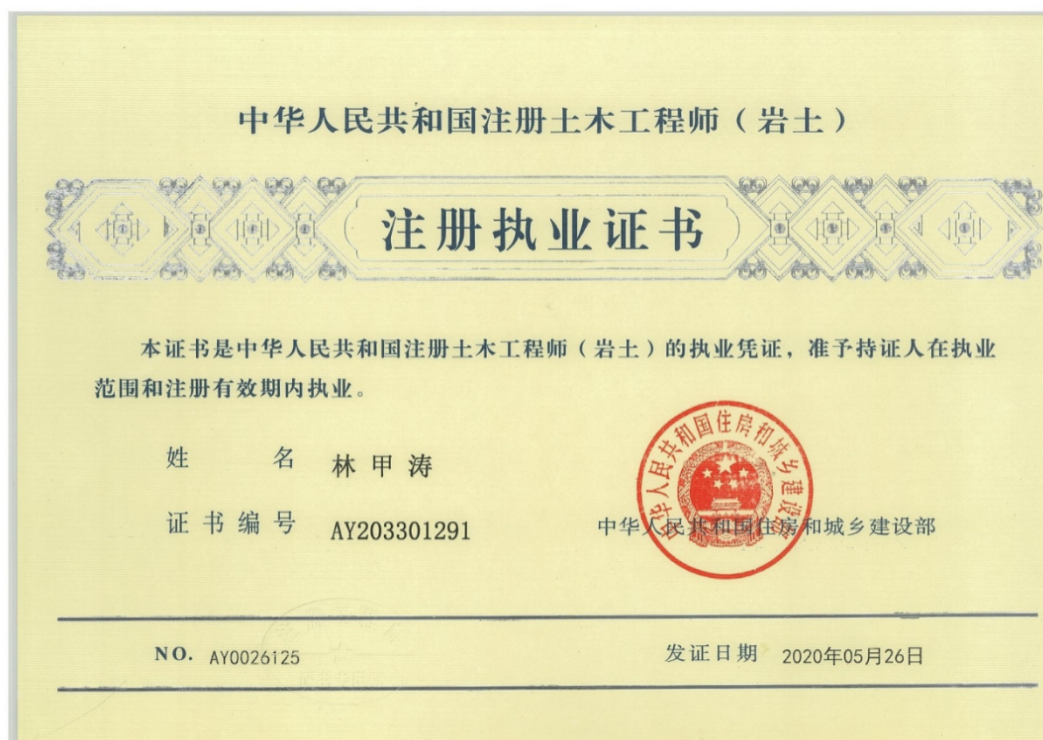 中华人民共和国注册土木工程师（岩土）
注册执业证书
本证书是中华人民共和国注册土木工程师（岩土）的执业凭证，准予持证人在执业
范围和注册有效期内执业。
姓 名 林甲涛
证书编号 AY203301291
中华人民共和国住房和城乡建设部
中华人民共和国住房和城乡建设部
NO. AY0026125
发证日期 2020年05月26日